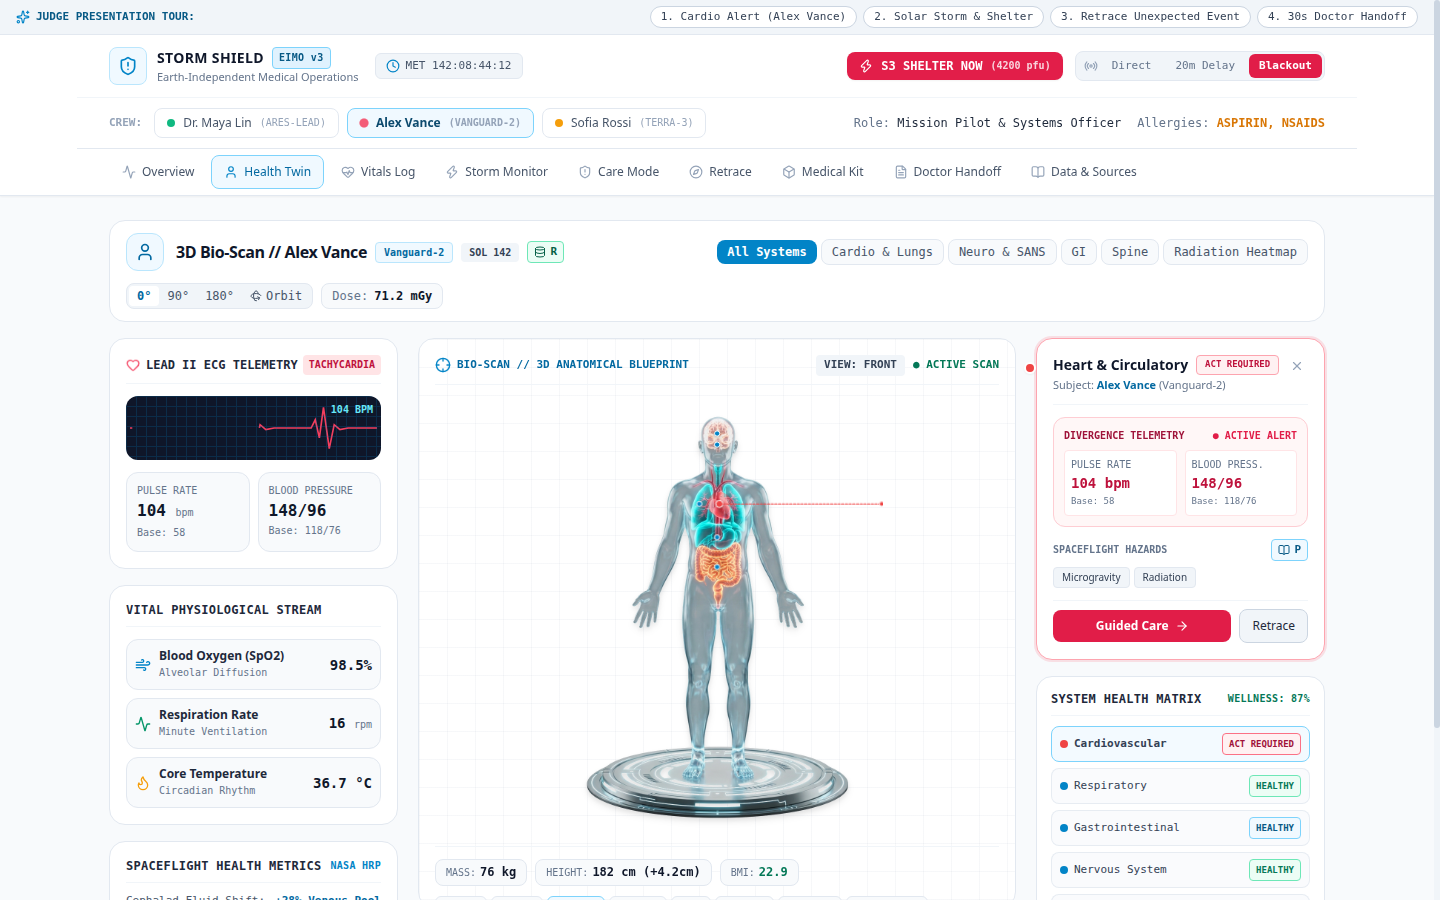 JUDGE PRESENTATION TOUR:
1. Cardio Alert (Alex Vance)
2. Solar Storm & Shelter
3. Retrace Unexpected Event
4. 30s Doctor Handoff
STORM SHIELD EIMO v3
Earth-Independent Medical Operations
MET 142:08:44:12
S3 SHELTER NOW (4200 pfu)
Direct 20m Delay Blackout
CREW: Dr. Maya Lin (ARES-LEAD) Alex Vance (VANGUARD-2) Sofia Rossi (TERRA-3)
Role: Mission Pilot & Systems Officer Allergies: ASPIRIN, NSAIDS
Overview Health Twin Vitals Log Storm Monitor Care Mode Retrace Medical Kit Doctor Handoff Data & Sources
3D Bio-Scan // Alex Vance Vanguard-2 SOL 142 R
All Systems Cardio & Lungs Neuro & SANS GI Spine Radiation Heatmap
0° 90° 180° Orbit Dose: 71.2 mGy
LEAD II ECG TELEMETRY TACHYCARDIA
104 BPM
PULSE RATE
104 bpm
Base: 58
BLOOD PRESSURE
148/96
Base: 118/76
VITAL PHYSIOLOGICAL STREAM
Blood Oxygen (SpO2)
Alveolar Diffusion
98.5%
Respiration Rate
Minute Ventilation
16 rpm
Core Temperature
Circadian Rhythm
36.7 °C
SPACEFLIGHT HEALTH METRICS NASA HRP
Cephalad Fluid Shift: +28% Venous Pool
BIO-SCAN // 3D ANATOMICAL BLUEPRINT
VIEW: FRONT ACTIVE SCAN
MASS: 76 kg HEIGHT: 182 cm (+4.2cm) BMI: 22.9
Heart & Circulatory ACT REQUIRED
Subject: Alex Vance (Vanguard-2)
DIVERGENCE TELEMETRY ACTIVE ALERT
PULSE RATE
104 bpm
Base: 58
BLOOD PRESS.
148/96
Base: 118/76
SPACEFLIGHT HAZARDS P
Microgravity Radiation
Guided Care Retrace
SYSTEM HEALTH MATRIX WELLNESS: 87%
Cardiovascular ACT REQUIRED
Respiratory HEALTHY
Gastrointestinal HEALTHY
Nervous System HEALTHY